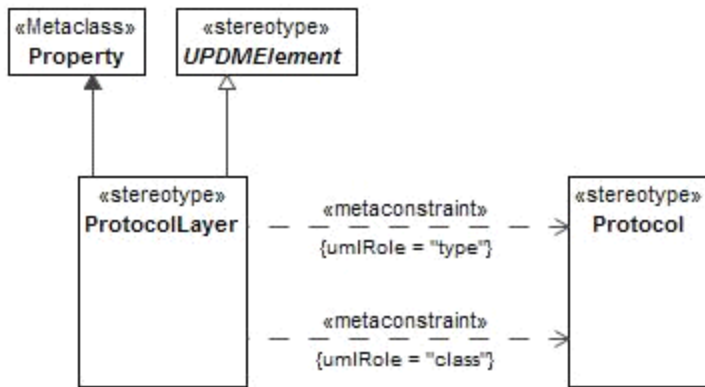 «Metaclass»
Property
«stereotype»
UPDMElement
«stereotype»
ProtocolLayer
«metaconstraint»
{umlRole = "type"}
«metaconstraint»
{umlRole = "class"}
«stereotype»
Protocol